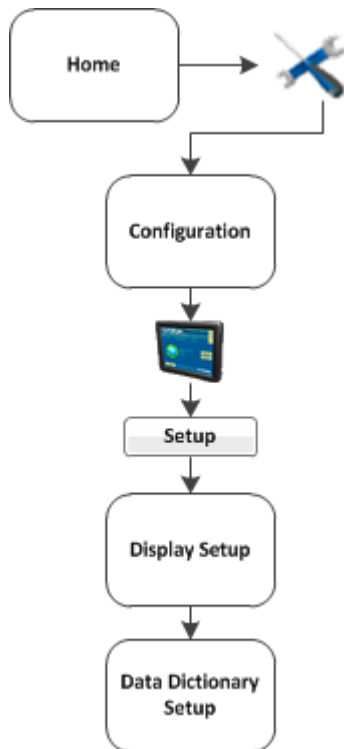 Home
Configuration
Setup
Display Setup
Data Dictionary
Setup